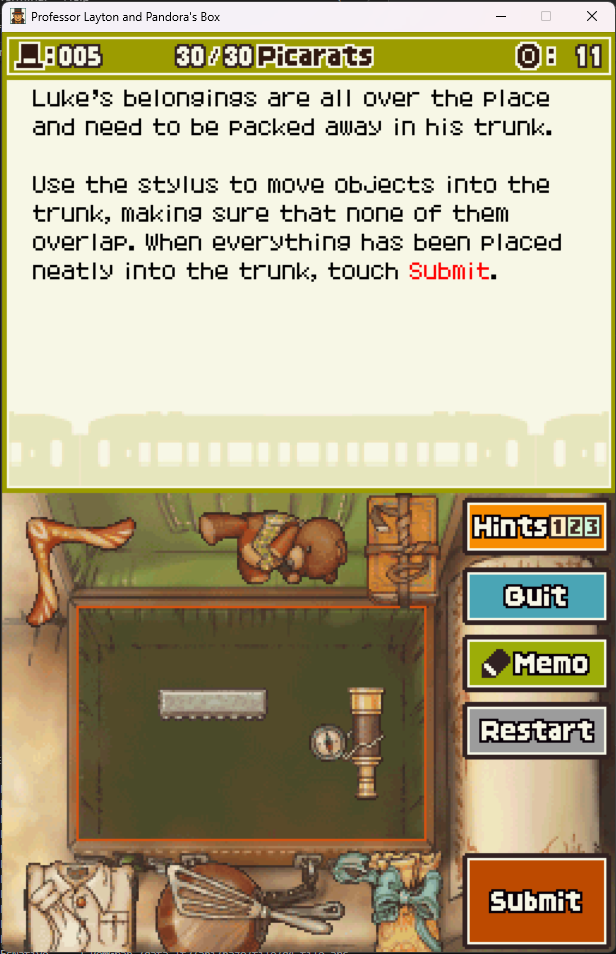 Professor Layton and Pandora's Box
:005 30/30 Picarats : 11
Luke's belongings are all over the place
and need to be packed away in his trunk.
Use the stylus to move objects into the
trunk, making sure that none of them
overlap. When everything has been placed
neatly into the trunk, touch Submit.
Hints 1 2 3
Quit
Memo
Restart
Submit